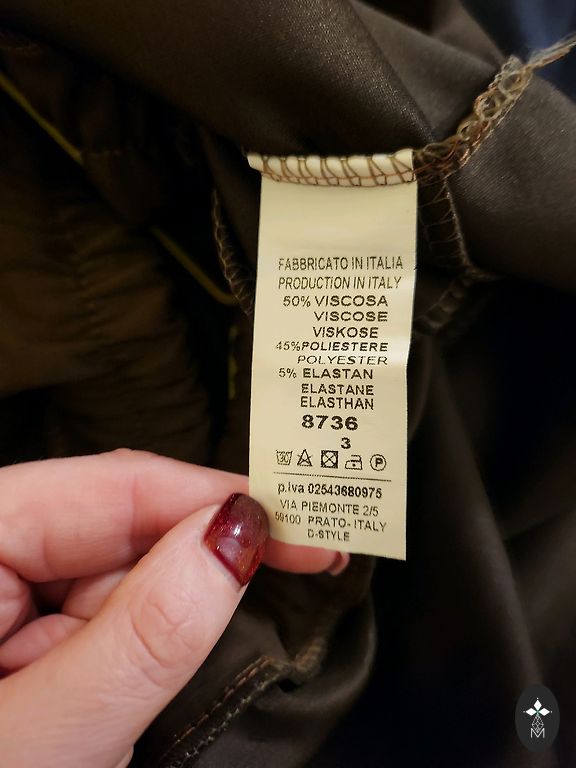 FABBRICATO IN ITALIA
PRODUCTION IN ITALY
50% VISCOSA
VISCOSE
VISKOSE
45% POLIESTERE
POLYESTER
5% ELASTAN
ELASTANE
ELASTHAN
8736
3
30 P
p.Iva 02543680975
VIA PIEMONTE 2/5
59100 PRATO-ITALY
D-STYLE
M